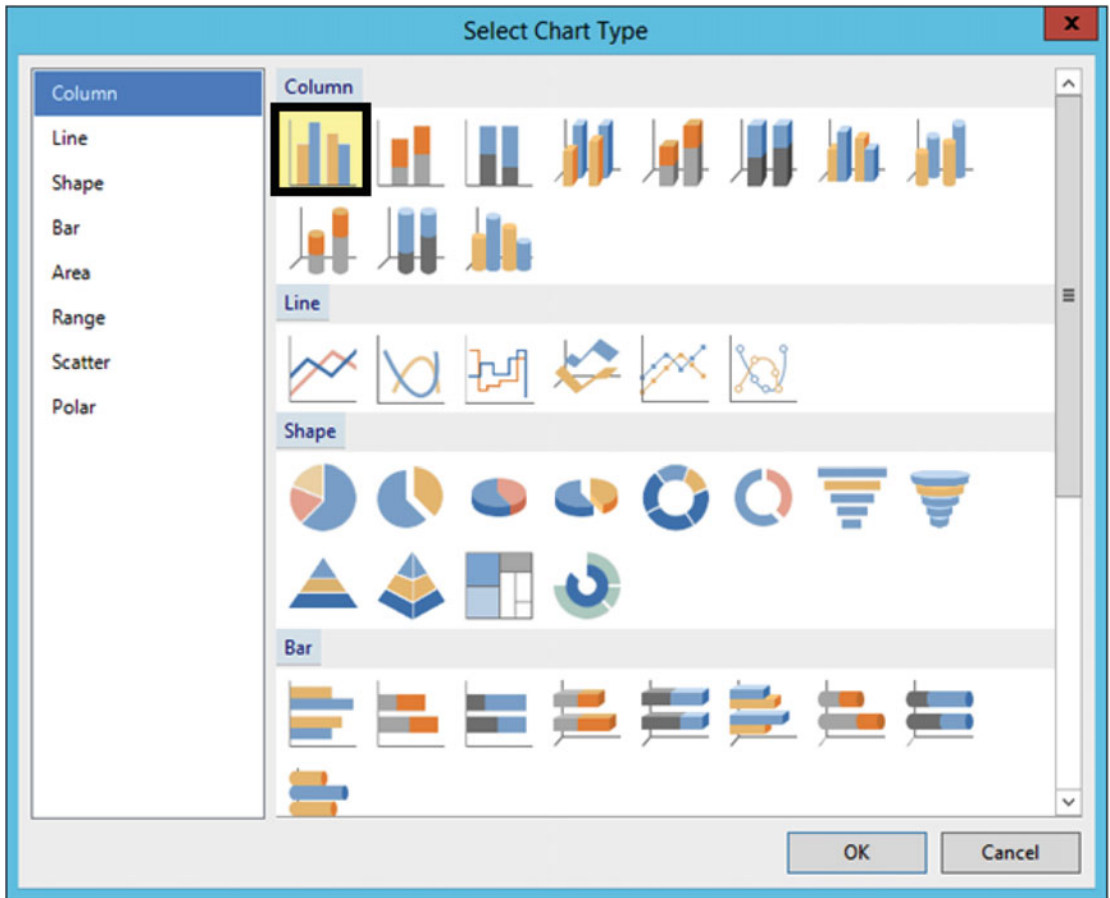 Select Chart Type
x
Column
Line
Shape
Bar
Area
Range
Scatter
Polar
Column
Line
Shape
Bar
OK
Cancel